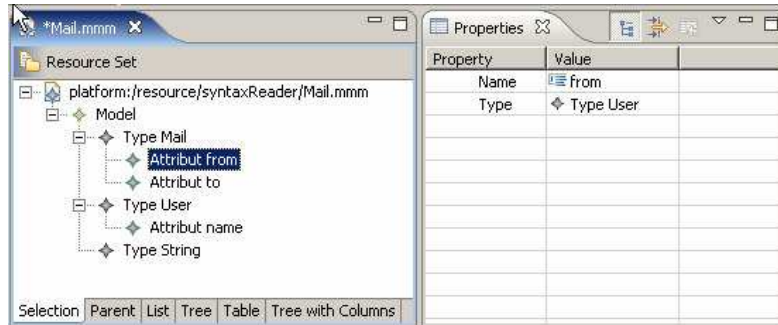 *Mail.mmm
Resource Set
platform:/resource/syntaxReader/Mail.mmm
Model
Type Mail
Attribut from
Attribut to
Type User
Attribut name
Type String
Selection Parent List Tree Table Tree with Columns
Properties
Property Value
Name from
Type Type User